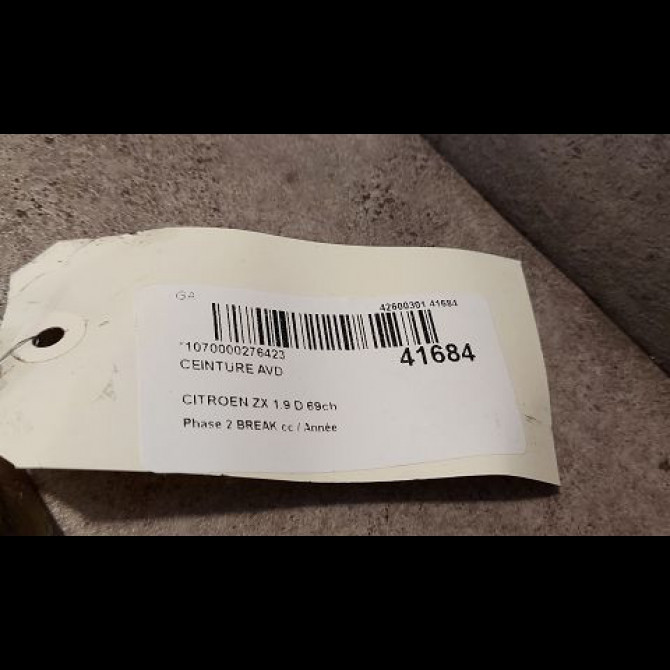 GA
42600301 41684
*1070000276423
41684
CEINTURE AVD
CITROEN ZX 1.9 D 69ch
Phase 2 BREAK cc / Année